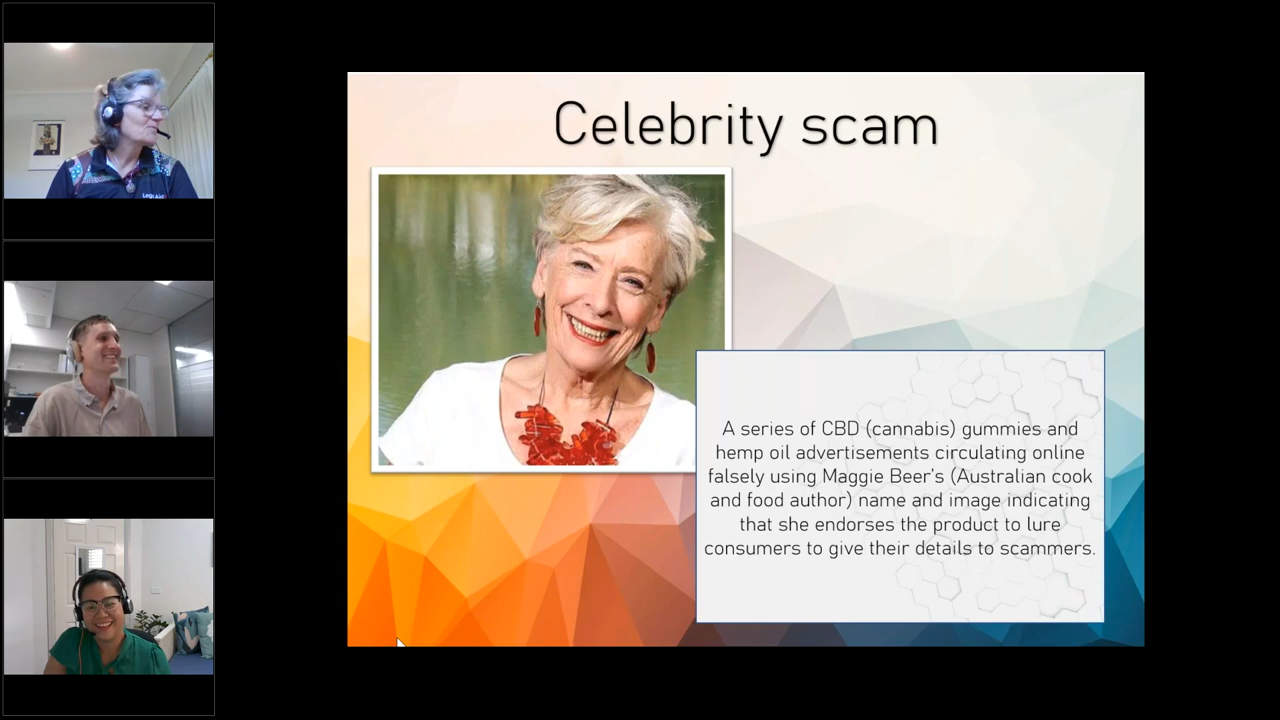 Celebrity scam
Legal Aid
A series of CBD (cannabis) gummies and
hemp oil advertisements circulating online
falsely using Maggie Beer's (Australian cook
and food author) name and image indicating
that she endorses the product to lure
consumers to give their details to scammers.